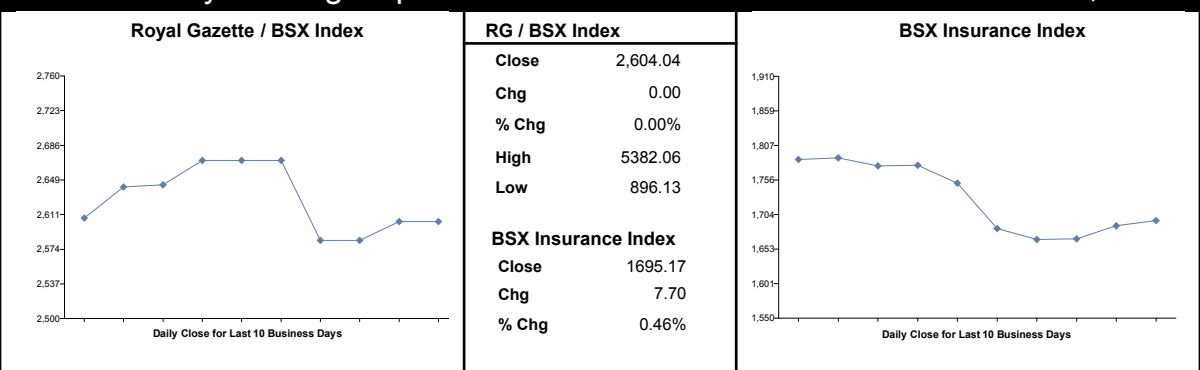 Royal Gazette / BSX Index
2,760
2,723
2,686
2,649
2,611
2,574
2,537
2,500
Daily Close for Last 10 Business Days
RG / BSX Index
Close 2,604.04
Chg 0.00
% Chg 0.00%
High 5382.06
Low 896.13
BSX Insurance Index
Close 1695.17
Chg 7.70
% Chg 0.46%
BSX Insurance Index
1,910
1,859
1,807
1,756
1,704
1,653
1,601
1,550
Daily Close for Last 10 Business Days